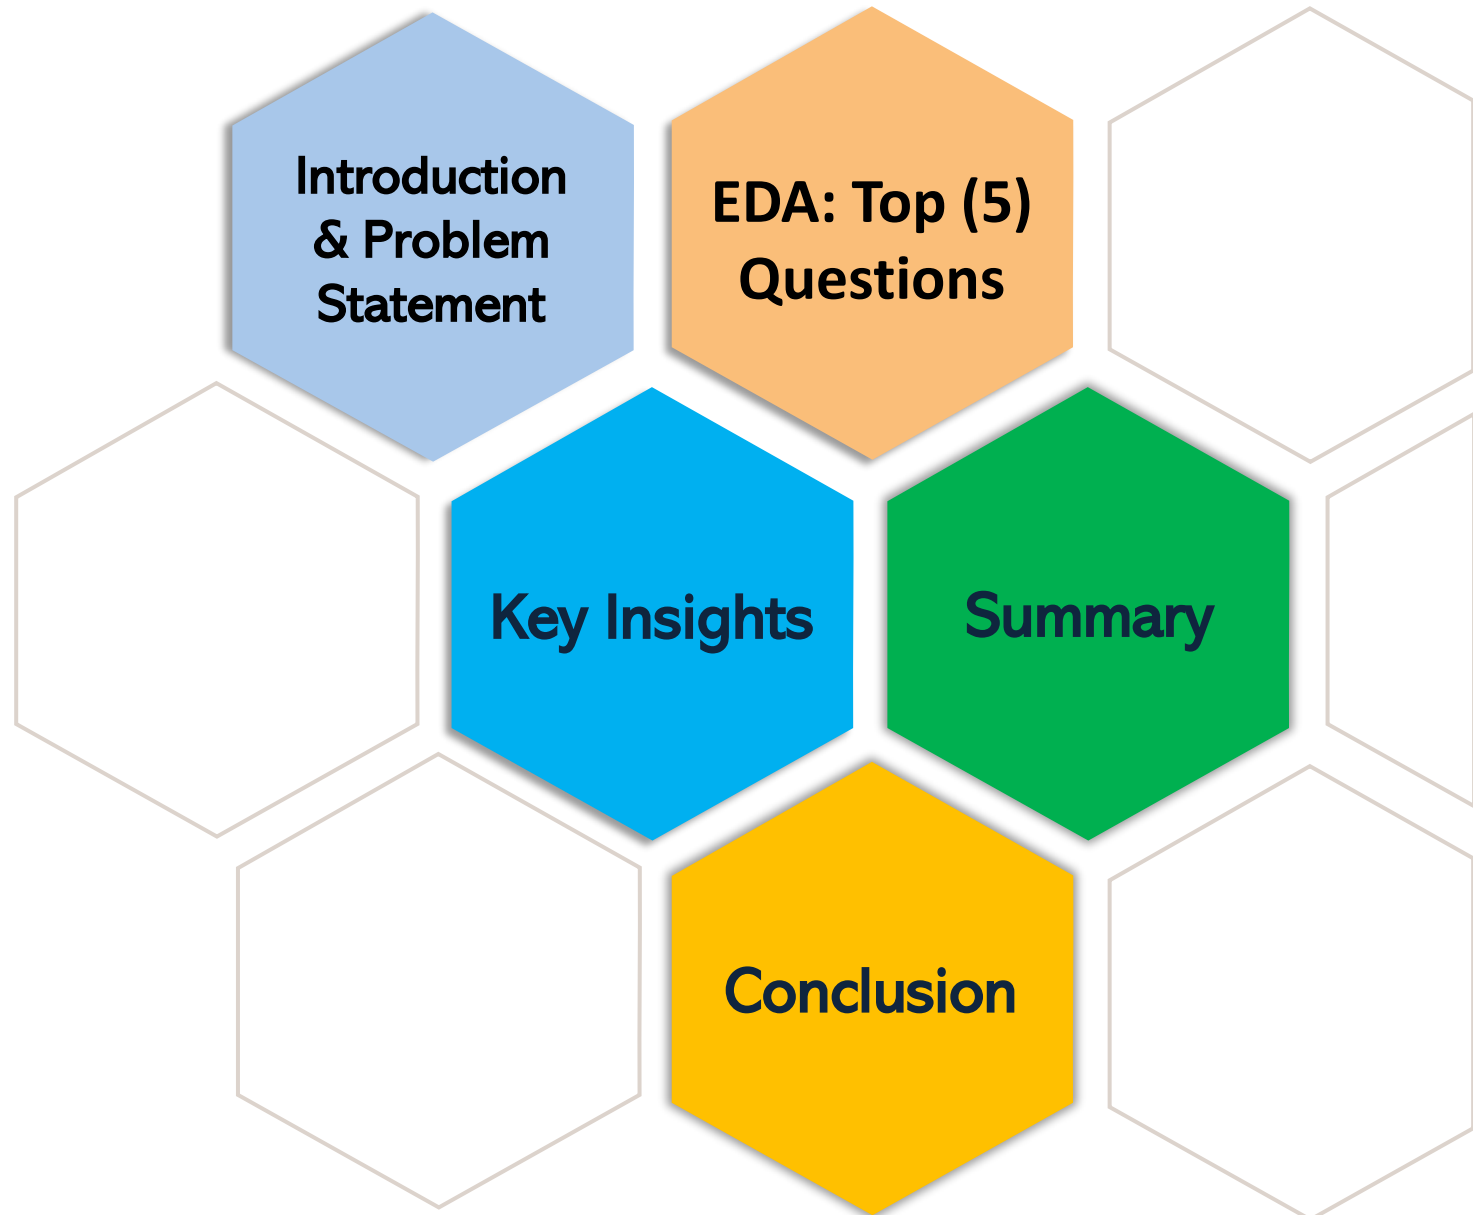 Introduction
& Problem
Statement
EDA: Top (5)
Questions
Key Insights
Summary
Conclusion